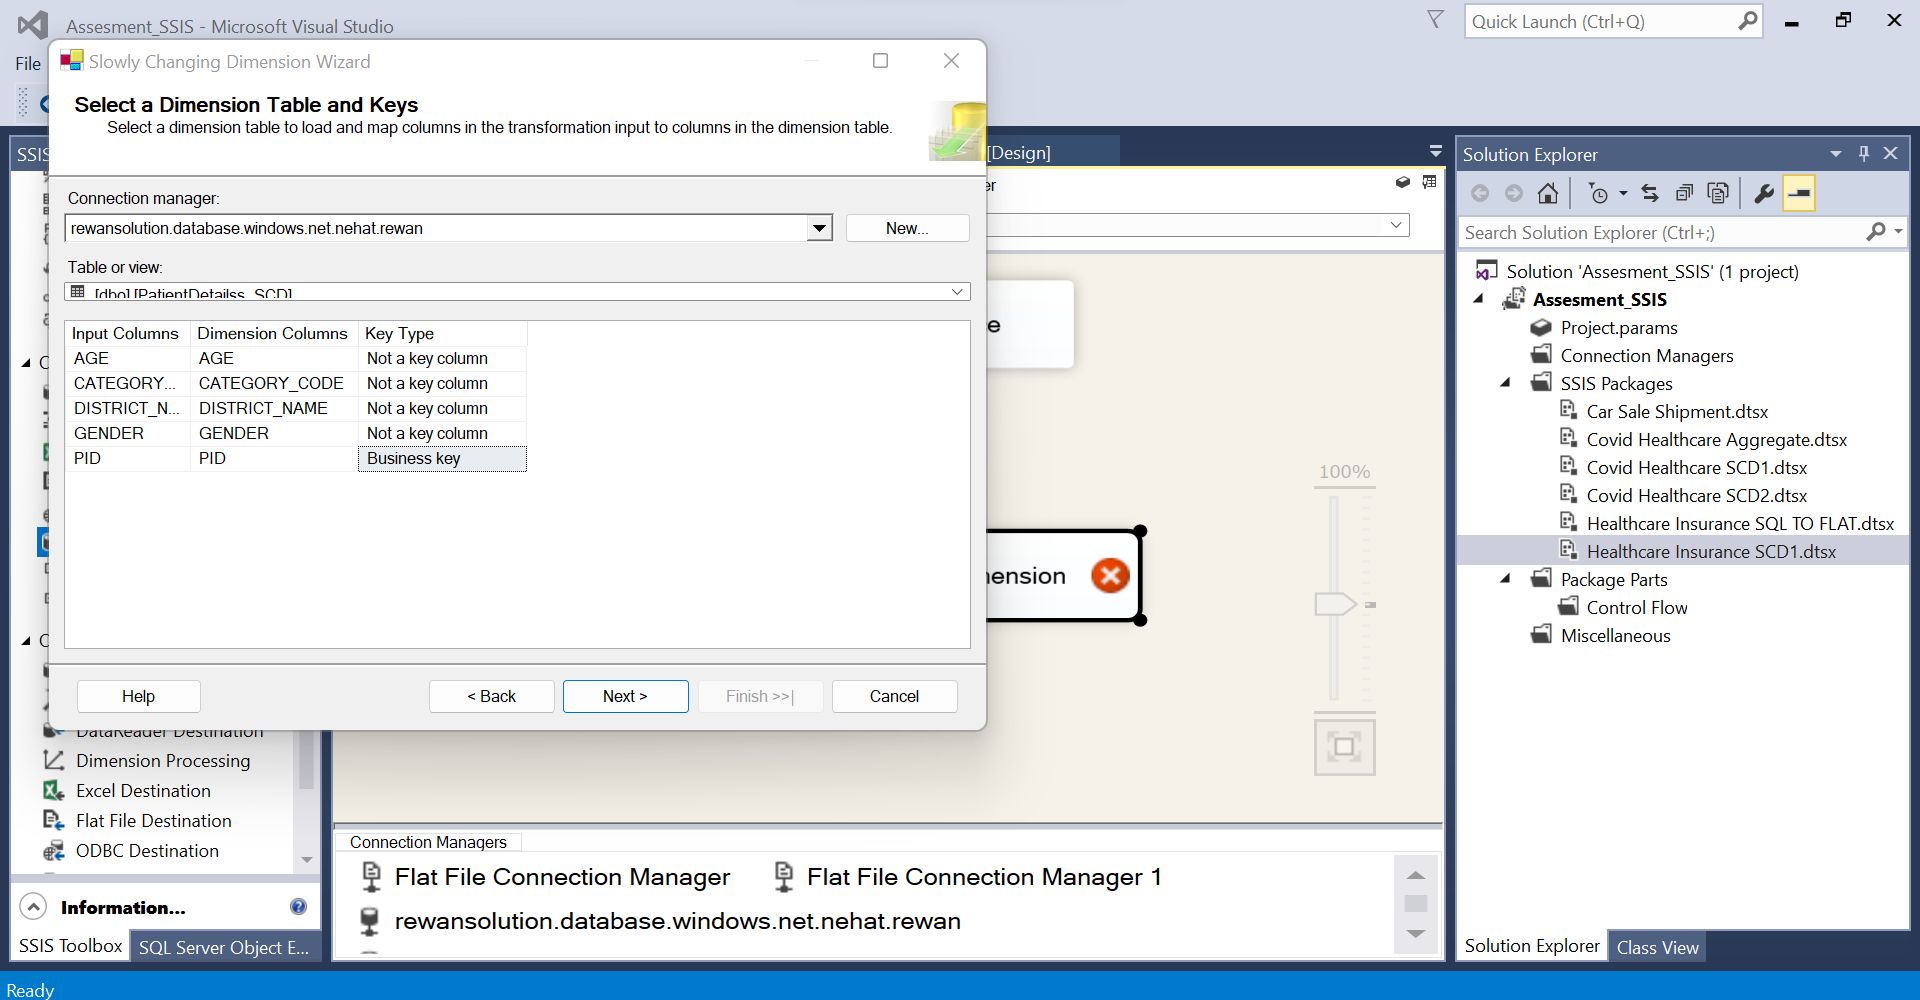 Assesment_SSIS - Microsoft Visual Studio
Quick Launch (Ctrl+Q)
File
Slowly Changing Dimension Wizard
Select a Dimension Table and Keys
Select a dimension table to load and map columns in the transformation input to columns in the dimension table.
Connection manager:
rewansolution.database.windows.net.nehat.rewan
New...
Table or view:
[dbo].[PatientDetailss_SCD]
Input Columns Dimension Columns Key Type
AGE AGE Not a key column
CATEGORY... CATEGORY_CODE Not a key column
DISTRICT_N... DISTRICT_NAME Not a key column
GENDER GENDER Not a key column
PID PID Business key
Help
< Back
Next >
Finish >>|
Cancel
SSIS
C
C
DataReader Destination
Dimension Processing
Excel Destination
Flat File Destination
ODBC Destination
Information...
SSIS Toolbox
SQL Server Object E...
[Design]
er
e
nension
100%
Connection Managers
Flat File Connection Manager
Flat File Connection Manager 1
rewansolution.database.windows.net.nehat.rewan
Solution Explorer
Search Solution Explorer (Ctrl+;)
Solution 'Assesment_SSIS' (1 project)
Assesment_SSIS
Project.params
Connection Managers
SSIS Packages
Car Sale Shipment.dtsx
Covid Healthcare Aggregate.dtsx
Covid Healthcare SCD1.dtsx
Covid Healthcare SCD2.dtsx
Healthcare Insurance SQL TO FLAT.dtsx
Healthcare Insurance SCD1.dtsx
Package Parts
Control Flow
Miscellaneous
Solution Explorer
Class View
Ready